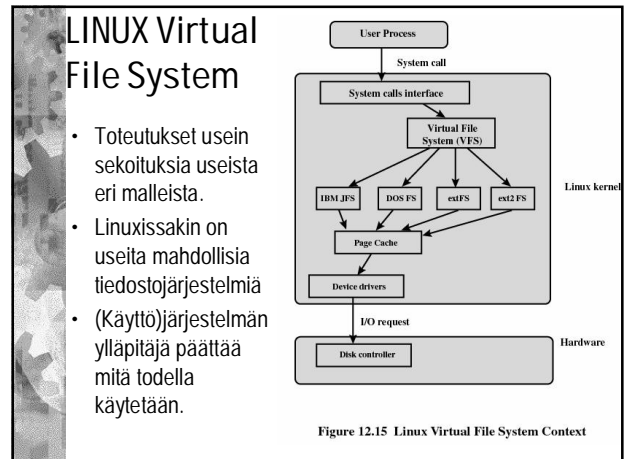 LINUX Virtual
File System
• Toteutukset usein
sekoituksia useista
eri malleista.
• Linuxissakin on
useita mahdollisia
tiedostojärjestelmiä
• (Käyttö)järjestelmän
ylläpitäjä päättää
mitä todella
käytetään.
User Process
System call
System calls interface
Virtual File
System (VFS)
IBM JFS
DOS FS
extFS
ext2 FS
Linux kernel
Page Cache
Device drivers
I/O request
Hardware
Disk controller
Figure 12.15 Linux Virtual File System Context